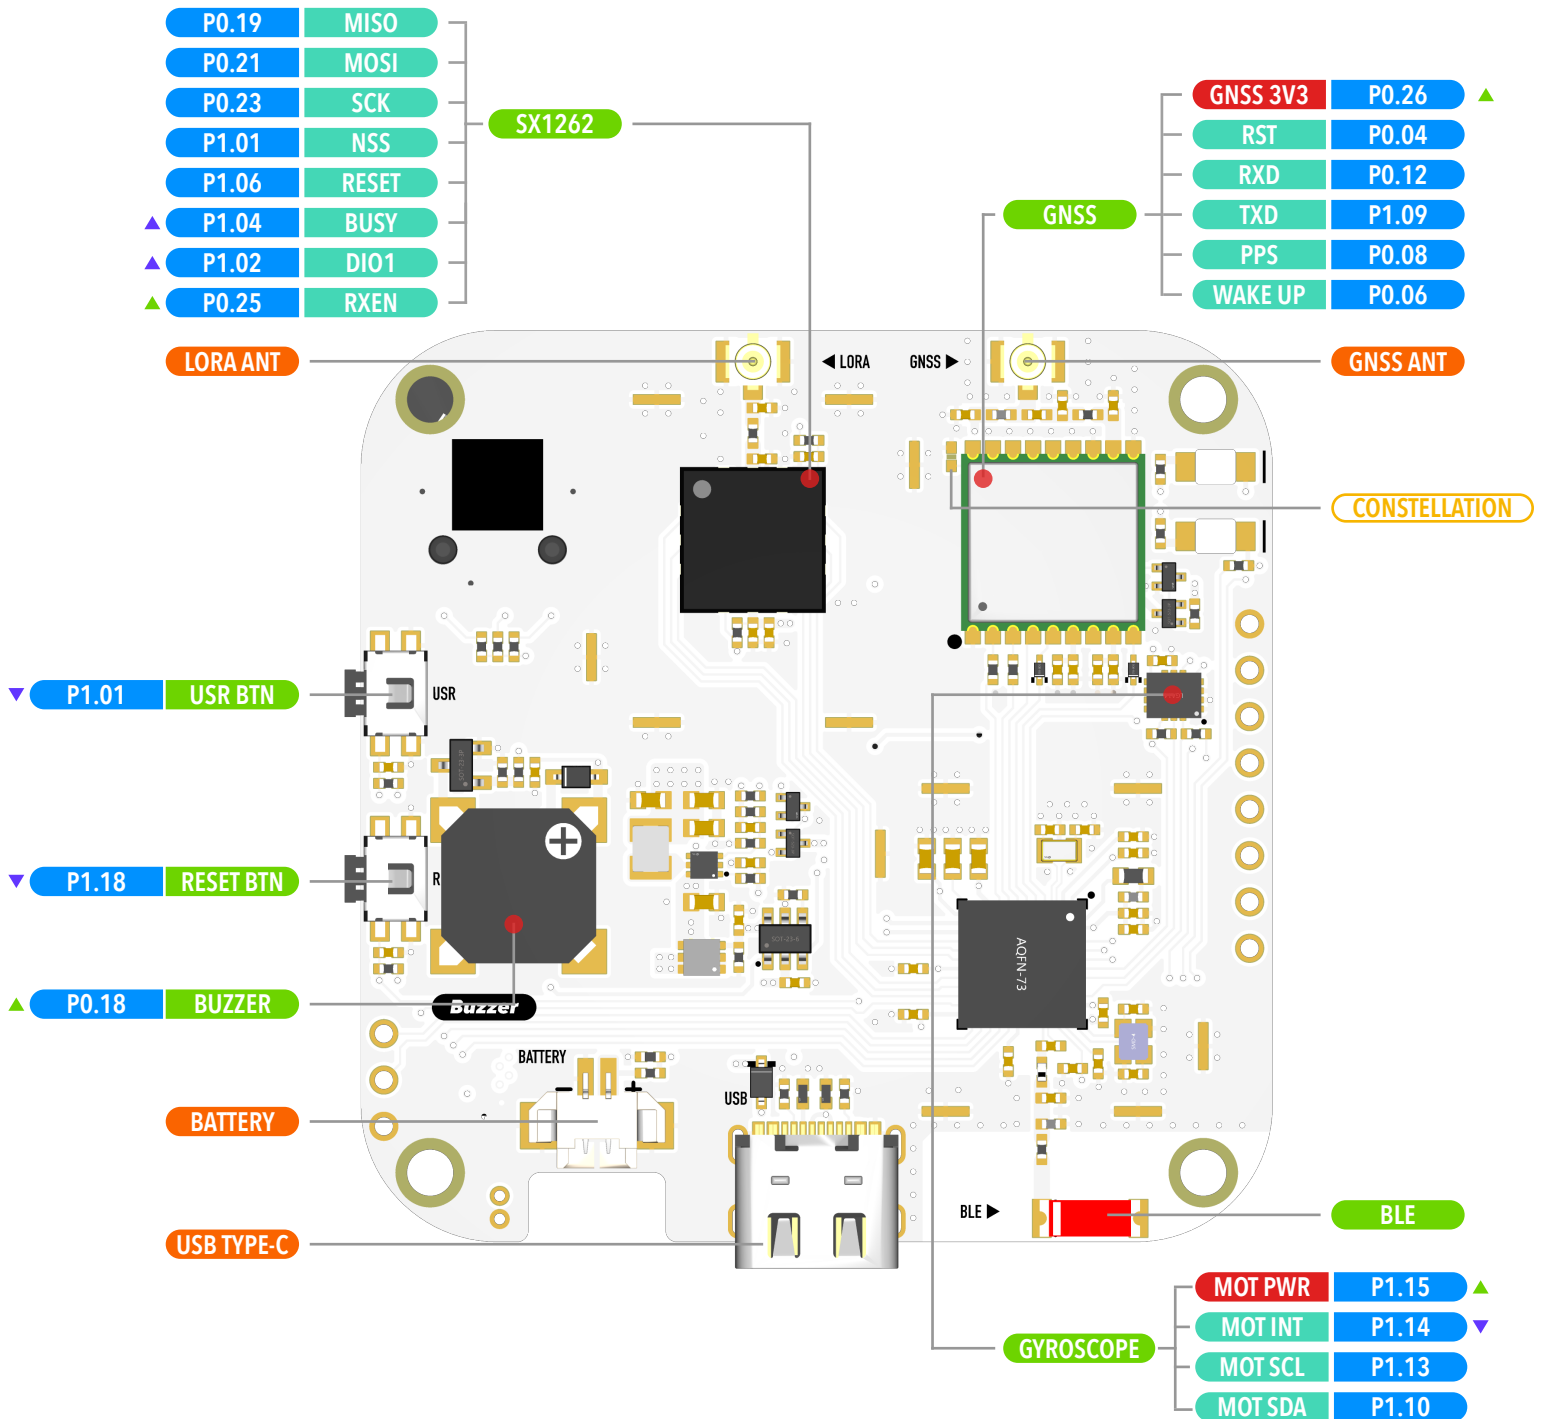 P0.19 MISO
P0.21 MOSI
P0.23 SCK
P1.01 NSS
P1.06 RESET
P1.04 BUSY
P1.02 DIO1
P0.25 RXEN
SX1262
GNSS 3V3 P0.26
RST P0.04
RXD P0.12
TXD P1.09
PPS P0.08
WAKE UP P0.06
GNSS
LORA ANT
◀ LORA
GNSS ▶
GNSS ANT
CONSTELLATION
P1.01 USR BTN
USR
P1.18 RESET BTN
R
SOT-23-6
AQFN-73
P0.18 BUZZER
Buzzer
BATTERY
USB
BATTERY
USB TYPE-C
BLE ▶
BLE
GYROSCOPE
MOT PWR P1.15
MOT INT P1.14
MOT SCL P1.13
MOT SDA P1.10